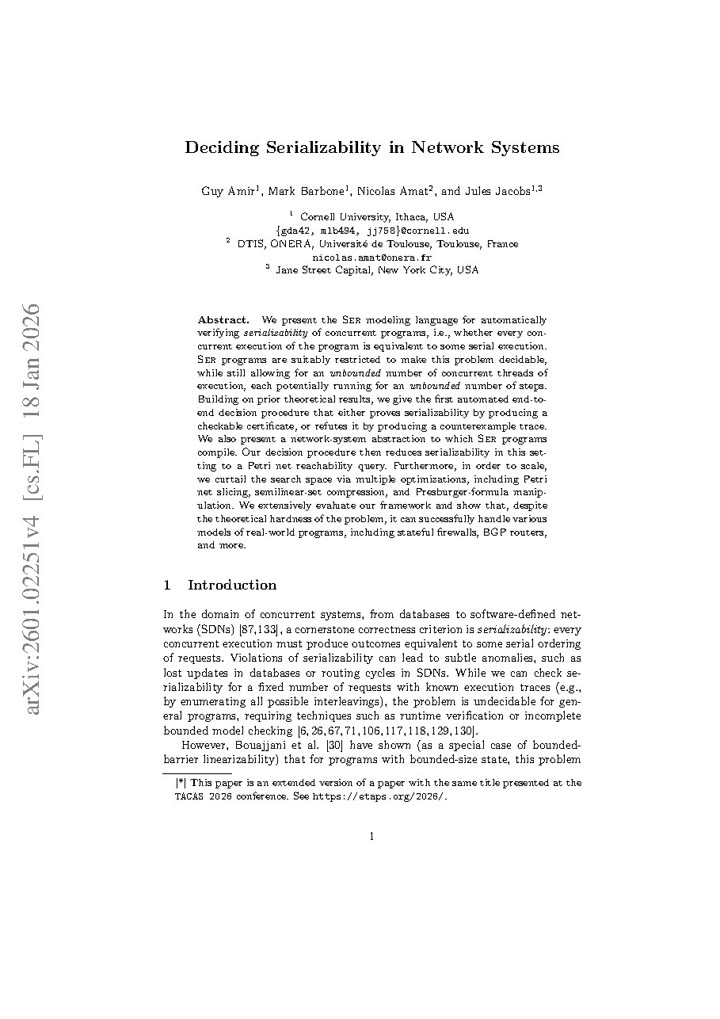 Deciding Serializability in Network Systems
Guy Amir1, Mark Barbone1, Nicolas Amat2, and Jules Jacobs1,3
1 Cornell University, Ithaca, USA
{gda42, mlb494, jj758}@cornell.edu
2 DTIS, ONERA, Université de Toulouse, Toulouse, France
nicolas.amat@onera.fr
3 Jane Street Capital, New York City, USA
Abstract. We present the SER modeling language for automatically
verifying serializability of concurrent programs, i.e., whether every con-
current execution of the program is equivalent to some serial execution.
SER programs are suitably restricted to make this problem decidable,
while still allowing for an unbounded number of concurrent threads of
execution, each potentially running for an unbounded number of steps.
Building on prior theoretical results, we give the first automated end-to-
end decision procedure that either proves serializability by producing a
checkable certificate, or refutes it by producing a counterexample trace.
We also present a network-system abstraction to which SER programs
compile. Our decision procedure then reduces serializability in this set-
ting to a Petri net reachability query. Furthermore, in order to scale,
we curtail the search space via multiple optimizations, including Petri
net slicing, semilinear-set compression, and Presburger-formula manip-
ulation. We extensively evaluate our framework and show that, despite
the theoretical hardness of the problem, it can successfully handle various
models of real-world programs, including stateful firewalls, BGP routers,
and more.
1 Introduction
In the domain of concurrent systems, from databases to software-defined net-
works (SDNs) [87,133], a cornerstone correctness criterion is serializability: every
concurrent execution must produce outcomes equivalent to some serial ordering
of requests. Violations of serializability can lead to subtle anomalies, such as
lost updates in databases or routing cycles in SDNs. While we can check se-
rializability for a fixed number of requests with known execution traces (e.g.,
by enumerating all possible interleavings), the problem is undecidable for gen-
eral programs, requiring techniques such as runtime verification or incomplete
bounded model checking [6,26,67,71,106,117,118,129,130].
However, Bouajjani et al. [30] have shown (as a special case of bounded-
barrier linearizability) that for programs with bounded-size state, this problem
[*] This paper is an extended version of a paper with the same title presented at the
TACAS 2026 conference. See https://etaps.org/2026/.
1
arXiv:2601.02251v4 [cs.FL] 18 Jan 2026